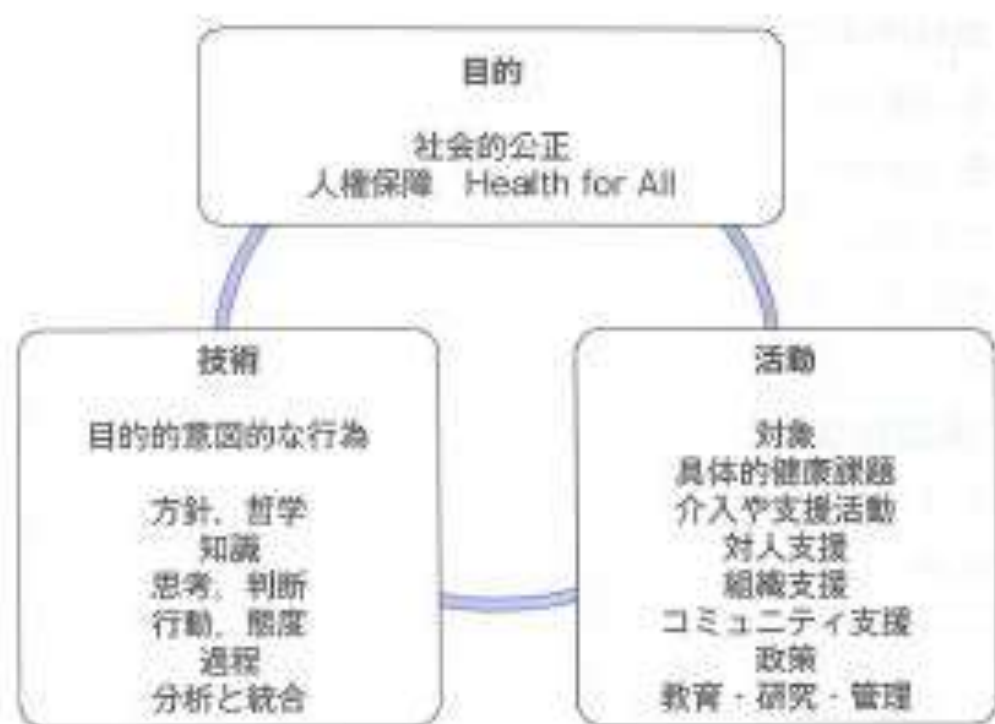 目的
社会的公正
人権保障　Health for All
技術
目的的意図的な行為
方針，哲学
知識
思考，判断
行動，態度
過程
分析と統合
活動
対象
具体的健康課題
介入や支援活動
対人支援
組織支援
コミュニティ支援
政策
教育・研究・管理